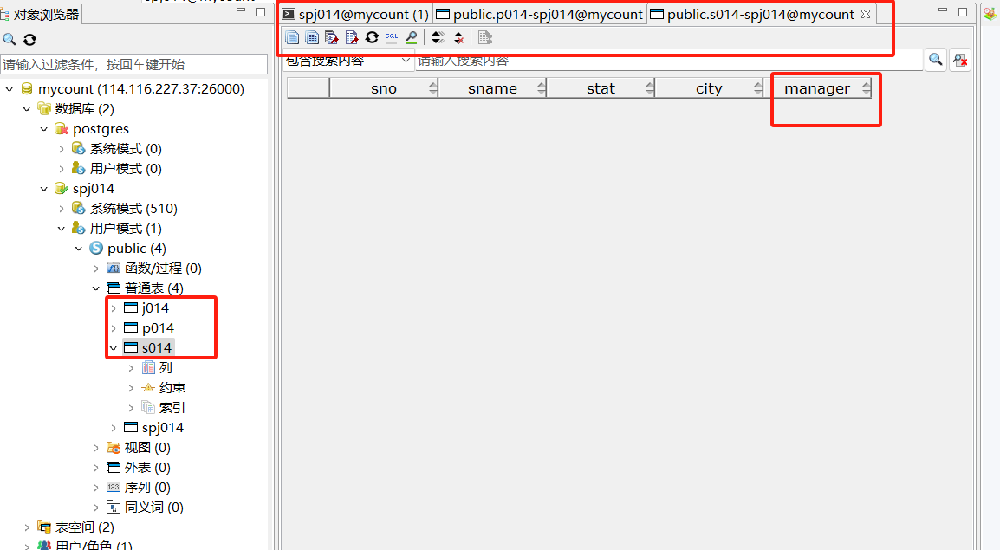 对象浏览器
请输入过滤条件，按回车键开始
mycount (114.116.227.37:26000)
数据库 (2)
postgres
系统模式 (0)
用户模式 (0)
spj014
系统模式 (510)
用户模式 (1)
public (4)
函数/过程 (0)
普通表 (4)
j014
p014
s014
列
约束
索引
spj014
视图 (0)
外表 (0)
序列 (0)
同义词 (0)
表空间 (2)
用户/角色 (1)
spj014@mycount (1) public.p014-spj014@mycount public.s014-spj014@mycount
SQL
包含搜索内容 请输入搜索内容
sno sname stat city manager